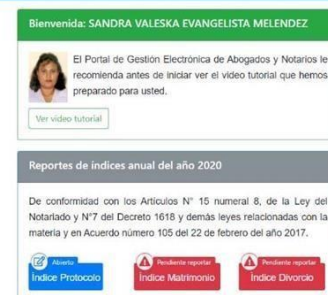 Bienvenida: SANDRA VALESKA EVANGELISTA MELENDEZ
El Portal de Gestión Electrónica de Abogados y Notarios le
recomienda antes de iniciar ver el video tutorial que hemos
preparado para usted.
Ver video tutorial
Reportes de índices anual del año 2020
De conformidad con los Artículos N° 15 numeral 8, de la Ley del
Notariado y N°7 del Decreto 1618 y demás leyes relacionadas con la
materia y en Acuerdo número 105 del 22 de febrero del año 2017.
Abierto
Índice Protocolo
Pendiente reportar
Índice Matrimonio
Pendiente reportar
Índice Divorcio